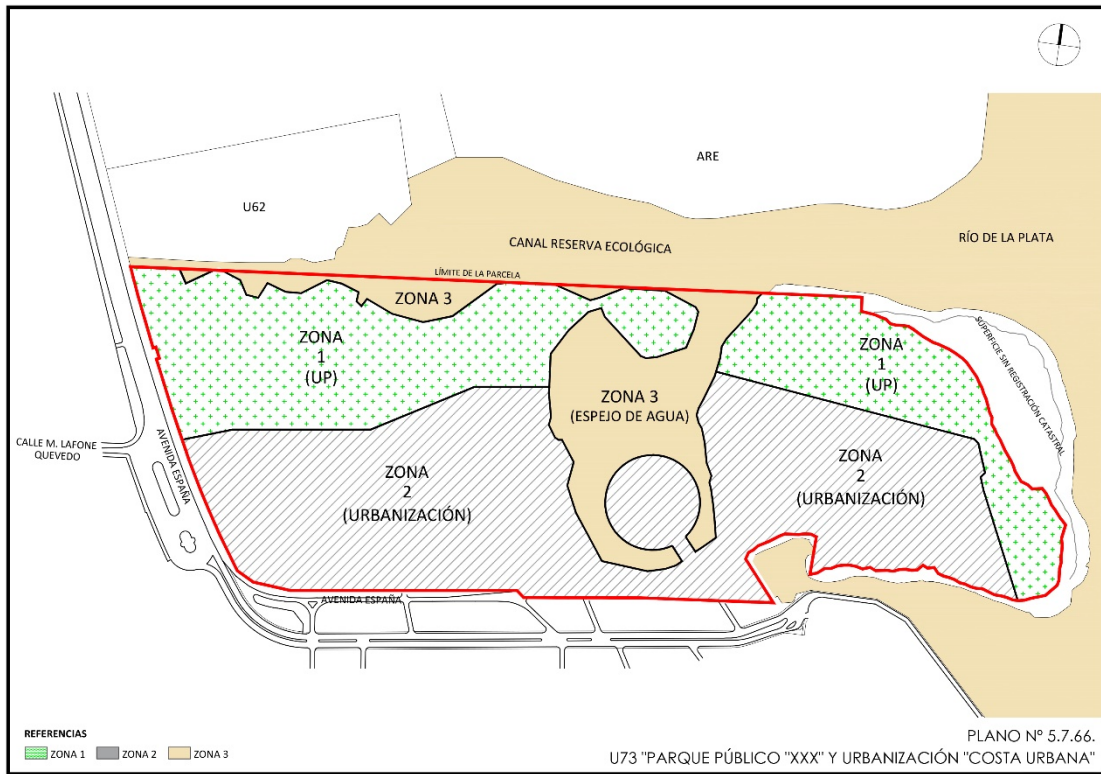 ARE
U62
RÍO DE LA PLATA
CANAL RESERVA ECOLÓGICA
LÍMITE DE LA PARCELA
ZONA 3
SUPERFICIE SIN REGISTRACIÓN CATASTRAL
ZONA
1
(UP)
ZONA
1
(UP)
ZONA 3
(ESPEJO DE AGUA)
CALLE M. LAFONE
QUEVEDO
AVENIDA ESPAÑA
ZONA
2
(URBANIZACIÓN)
ZONA
2
(URBANIZACIÓN)
AVENIDA ESPAÑA
REFERENCIAS
ZONA 1 ZONA 2 ZONA 3
PLANO Nº 5.7.66.
U73 "PARQUE PÚBLICO "XXX" Y URBANIZACIÓN "COSTA URBANA"